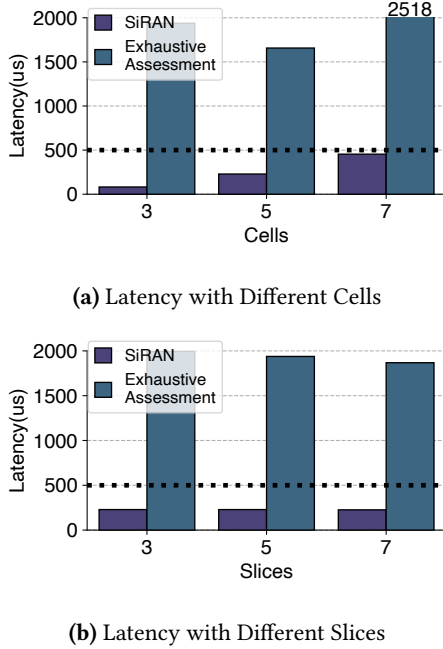 2518
2000
SiRAN
Exhaustive
Assessment
1500
1000
500
0
Latency(us)
3 5 7
Cells
(a) Latency with Different Cells
2000
SiRAN
Exhaustive
Assessment
1500
1000
500
0
Latency(us)
3 5 7
Slices
(b) Latency with Different Slices